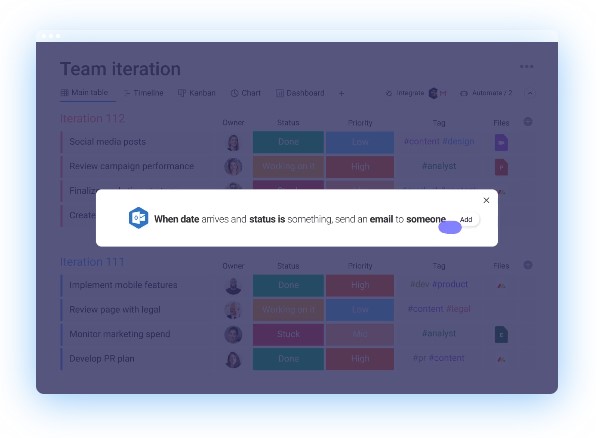 Team iteration
Main table Timeline Kanban Chart Dashboard + Integrate Automate / 2
Iteration 112 Owner Status Priority Tag Files
Social media posts Done Low #content #design
Review campaign performance Working on it High #analyst
Finalize
When date arrives and status is something, send an email to someone Add
Create
Iteration 111 Owner Status Priority Tag Files
Implement mobile features Done High #dev #product
Review page with legal Working on it Low #content #legal
Monitor marketing spend Stuck #analyst
Develop PR plan Done High #pr #content